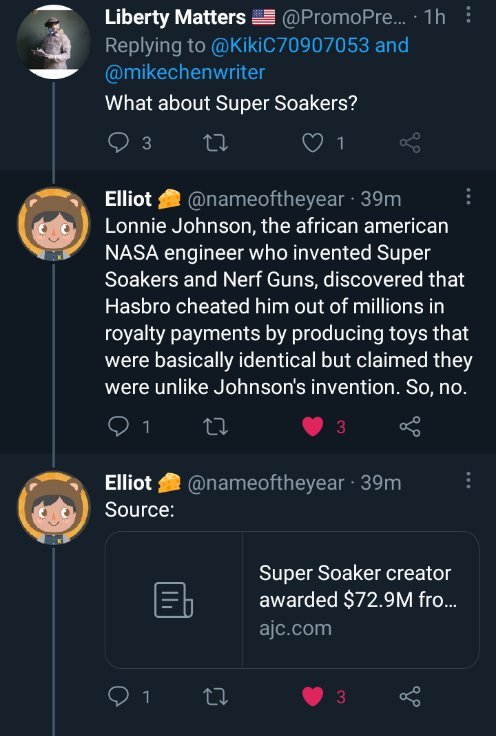 Liberty Matters 🇺🇸 @PromoPre... · 1h
Replying to @KikiC70907053 and
@mikechenwriter
What about Super Soakers?
3 1
Elliot 🧀 @nameoftheyear · 39m
Lonnie Johnson, the african american
NASA engineer who invented Super
Soakers and Nerf Guns, discovered that
Hasbro cheated him out of millions in
royalty payments by producing toys that
were basically identical but claimed they
were unlike Johnson's invention. So, no.
1 3
Elliot 🧀 @nameoftheyear · 39m
Source:
Super Soaker creator
awarded $72.9M fro...
ajc.com
1 3